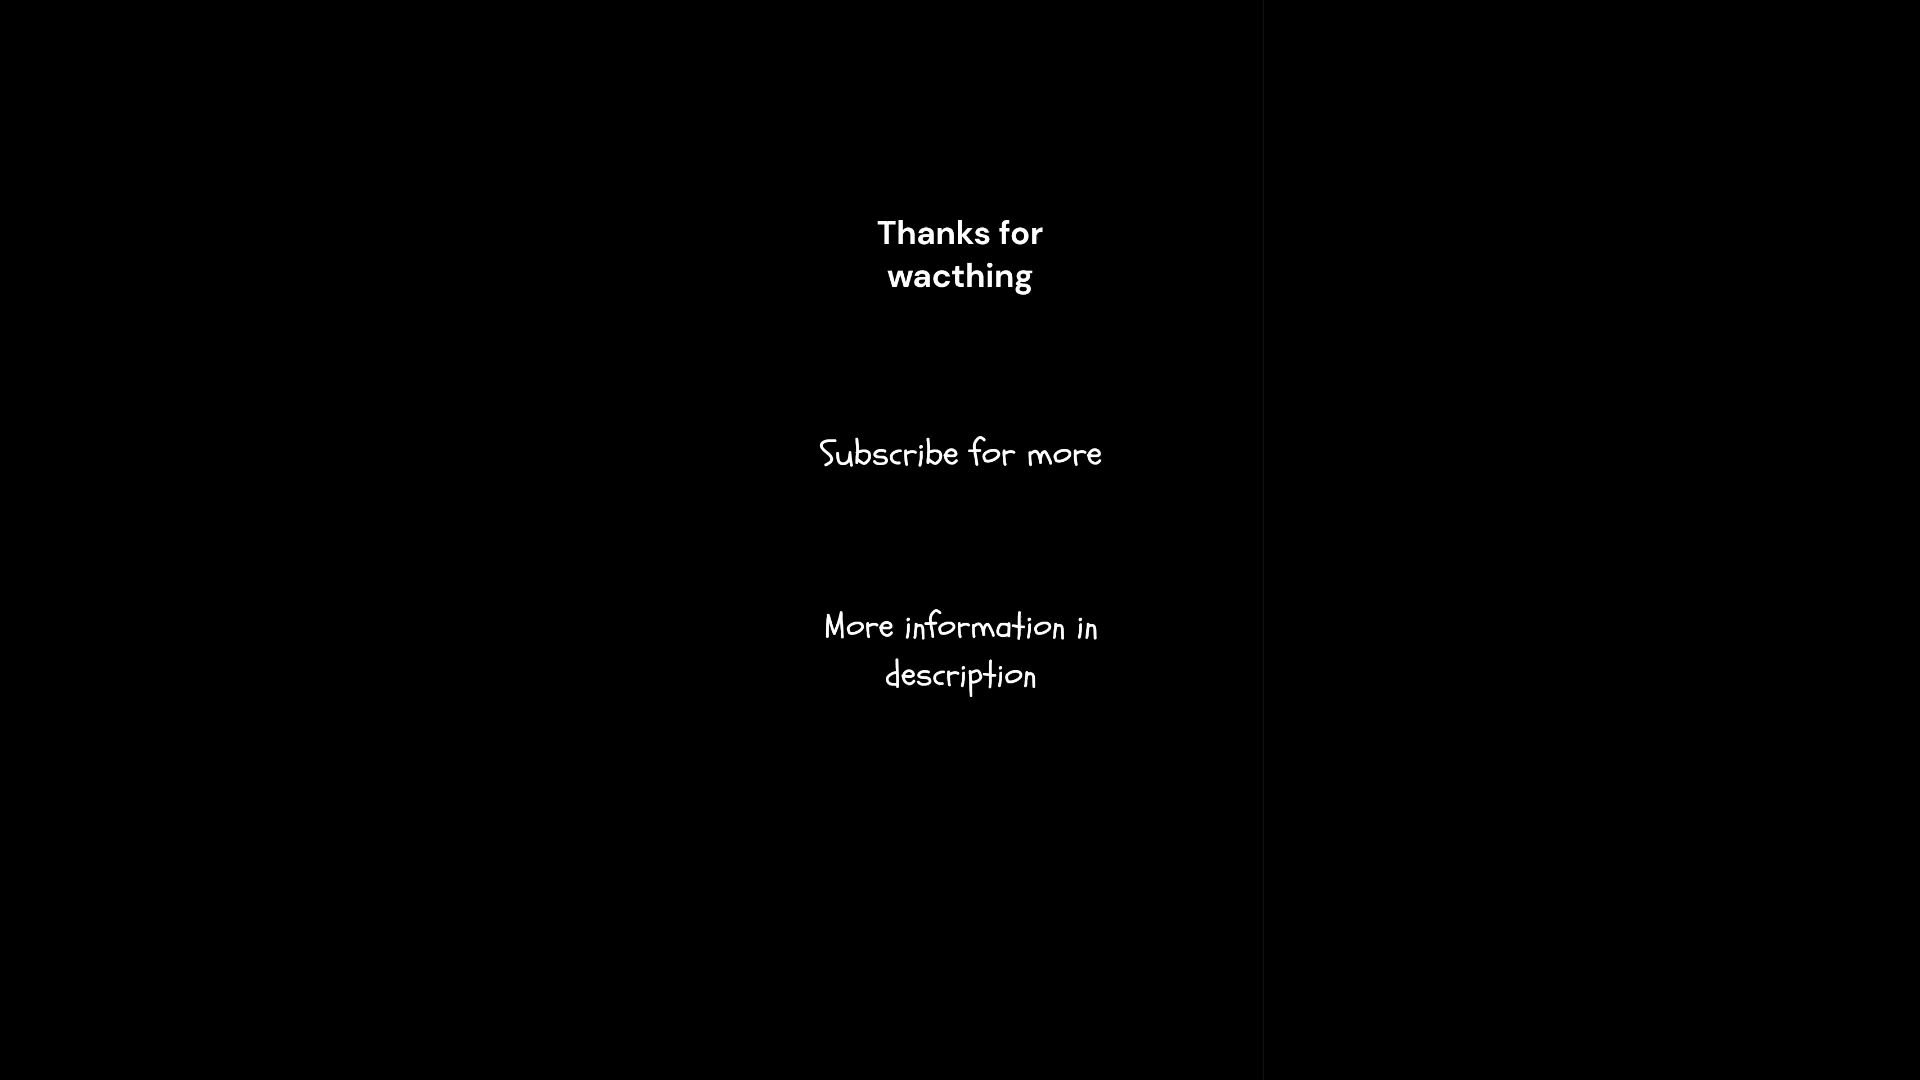 Thanks for
wacthing
Subscribe for more
More information in
description